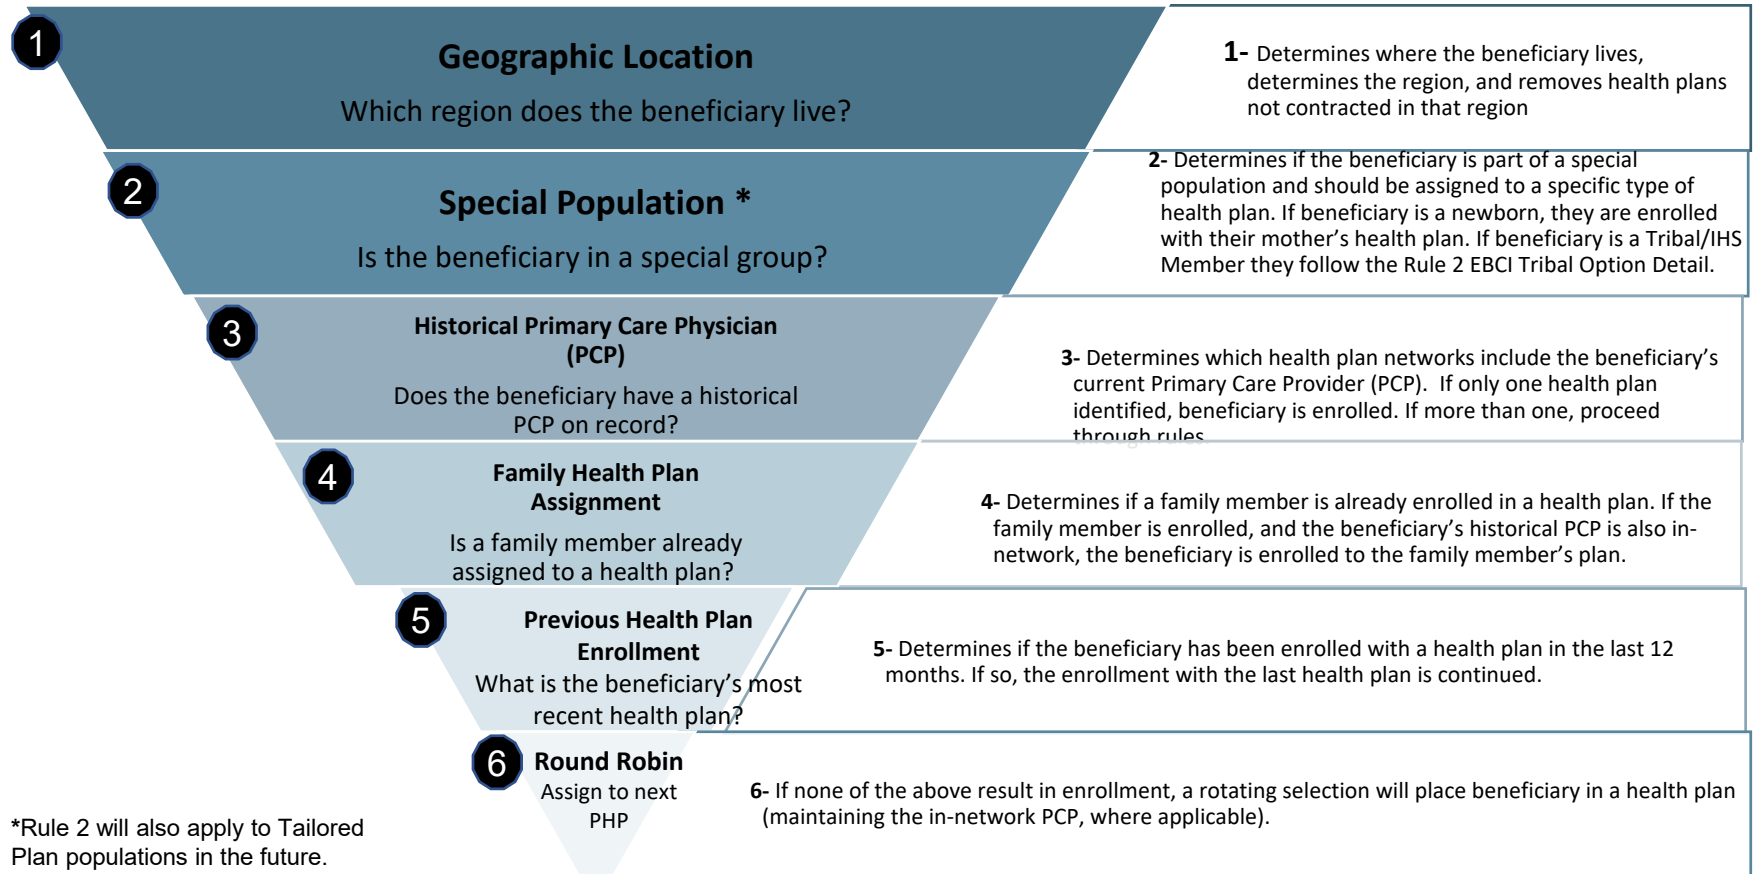 1
Geographic Location
Which region does the beneficiary live?
1- Determines where the beneficiary lives,
determines the region, and removes health plans
not contracted in that region
2
Special Population *
Is the beneficiary in a special group?
2- Determines if the beneficiary is part of a special
population and should be assigned to a specific type of
health plan. If beneficiary is a newborn, they are enrolled
with their mother’s health plan. If beneficiary is a Tribal/IHS
Member they follow the Rule 2 EBCI Tribal Option Detail.
3
Historical Primary Care Physician
(PCP)
Does the beneficiary have a historical
PCP on record?
3- Determines which health plan networks include the beneficiary’s
current Primary Care Provider (PCP).  If only one health plan
identified, beneficiary is enrolled. If more than one, proceed
through rules.
4
Family Health Plan
Assignment
Is a family member already
assigned to a health plan?
4- Determines if a family member is already enrolled in a health plan. If the
family member is enrolled, and the beneficiary’s historical PCP is also in-
network, the beneficiary is enrolled to the family member’s plan.
5
Previous Health Plan
Enrollment
What is the beneficiary’s most
recent health plan?
5- Determines if the beneficiary has been enrolled with a health plan in the last 12
months. If so, the enrollment with the last health plan is continued.
6
Round Robin
Assign to next
PHP
6- If none of the above result in enrollment, a rotating selection will place beneficiary in a health plan
(maintaining the in-network PCP, where applicable).
*Rule 2 will also apply to Tailored
Plan populations in the future.